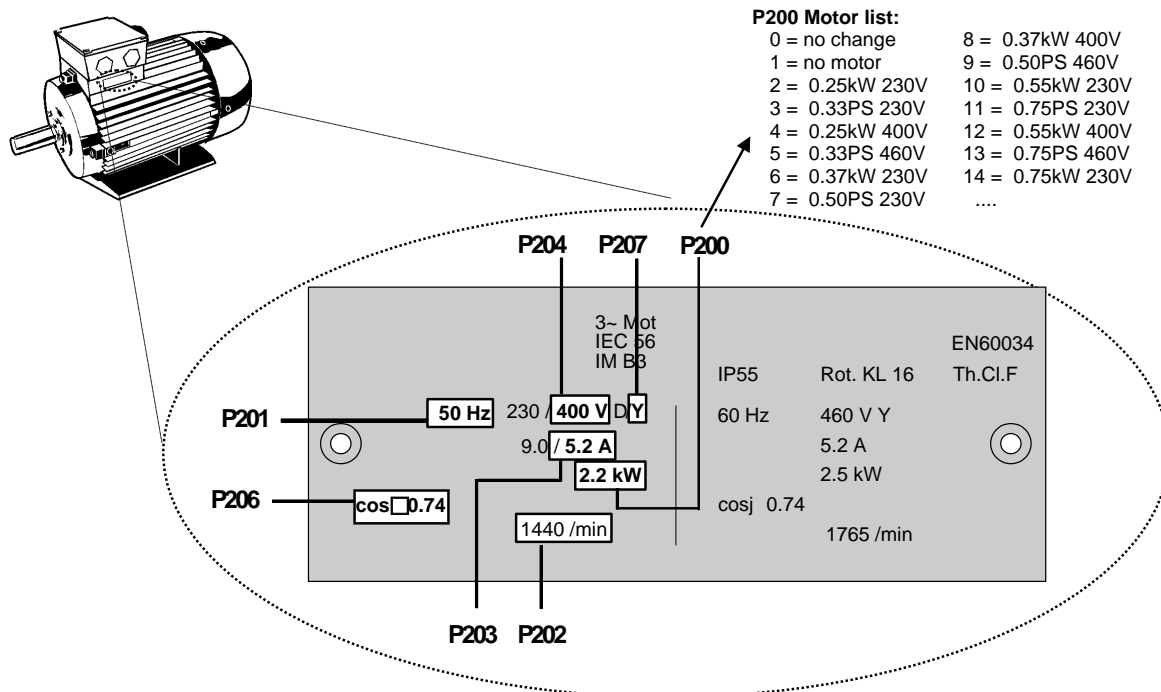 P200 Motor list:
0 = no change
1 = no motor
2 = 0.25kW 230V
3 = 0.33PS 230V
4 = 0.25kW 400V
5 = 0.33PS 460V
6 = 0.37kW 230V
7 = 0.50PS 230V
8 = 0.37kW 400V
9 = 0.50PS 460V
10 = 0.55kW 230V
11 = 0.75PS 230V
12 = 0.55kW 400V
13 = 0.75PS 460V
14 = 0.75kW 230V
....
P204 P207 P200
3~ Mot
IEC 56
IM B3
EN60034
IP55 Rot. KL 16 Th.Cl.F
P201
50 Hz 230 / 400 V D/Y 60 Hz 460 V Y
9.0 / 5.2 A 5.2 A
2.2 kW 2.5 kW
P206
cos□0.74 cosj 0.74
1440 /min 1765 /min
P203 P202